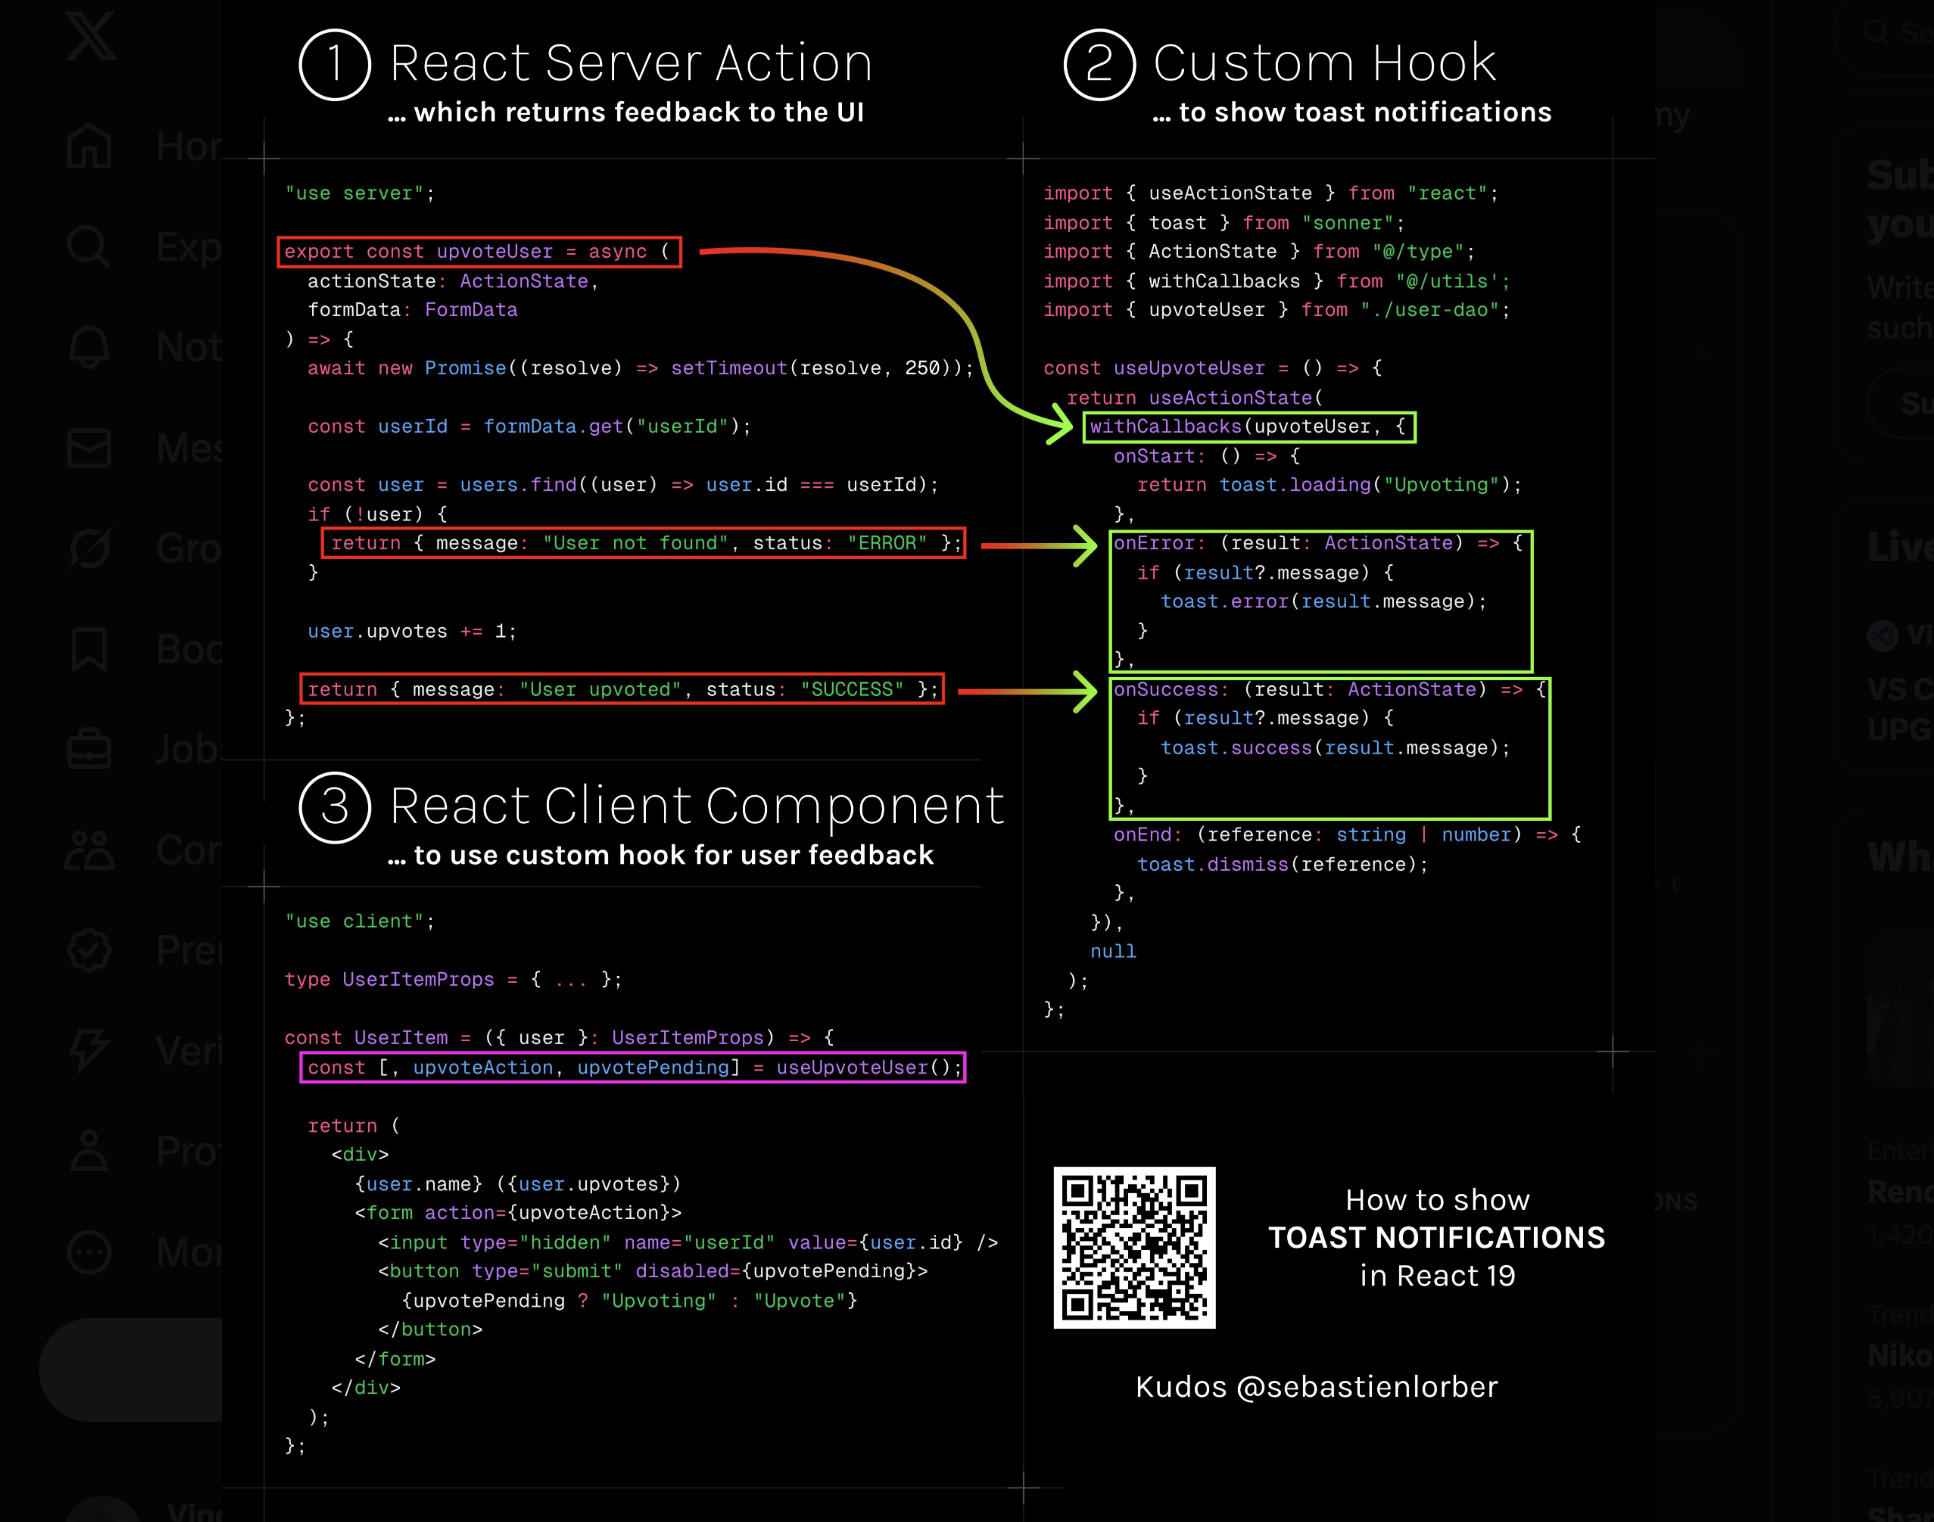 1 React Server Action
... which returns feedback to the UI
"use server";
export const upvoteUser = async (
actionState: ActionState,
formData: FormData
) => {
await new Promise((resolve) => setTimeout(resolve, 250));
const userId = formData.get("userId");
const user = users.find((user) => user.id === userId);
if (!user) {
return { message: "User not found", status: "ERROR" };
}
user.upvotes += 1;
return { message: "User upvoted", status: "SUCCESS" };
};
2 Custom Hook
... to show toast notifications
import { useActionState } from "react";
import { toast } from "sonner";
import { ActionState } from "@/type";
import { withCallbacks } from "@/utils';
import { upvoteUser } from "./user-dao";
const useUpvoteUser = () => {
return useActionState(
withCallbacks(upvoteUser, {
onStart: () => {
return toast.loading("Upvoting");
},
onError: (result: ActionState) => {
if (result?.message) {
toast.error(result.message);
}
},
onSuccess: (result: ActionState) => {
if (result?.message) {
toast.success(result.message);
}
},
onEnd: (reference: string | number) => {
toast.dismiss(reference);
},
}),
null
);
};
3 React Client Component
... to use custom hook for user feedback
"use client";
type UserItemProps = { ... };
const UserItem = ({ user }: UserItemProps) => {
const [, upvoteAction, upvotePending] = useUpvoteUser();
return (
<div>
{user.name} ({user.upvotes})
<form action={upvoteAction}>
<input type="hidden" name="userId" value={user.id} />
<button type="submit" disabled={upvotePending}>
{upvotePending ? "Upvoting" : "Upvote"}
</button>
</form>
</div>
);
};
How to show
TOAST NOTIFICATIONS
in React 19
Kudos @sebastienlorber